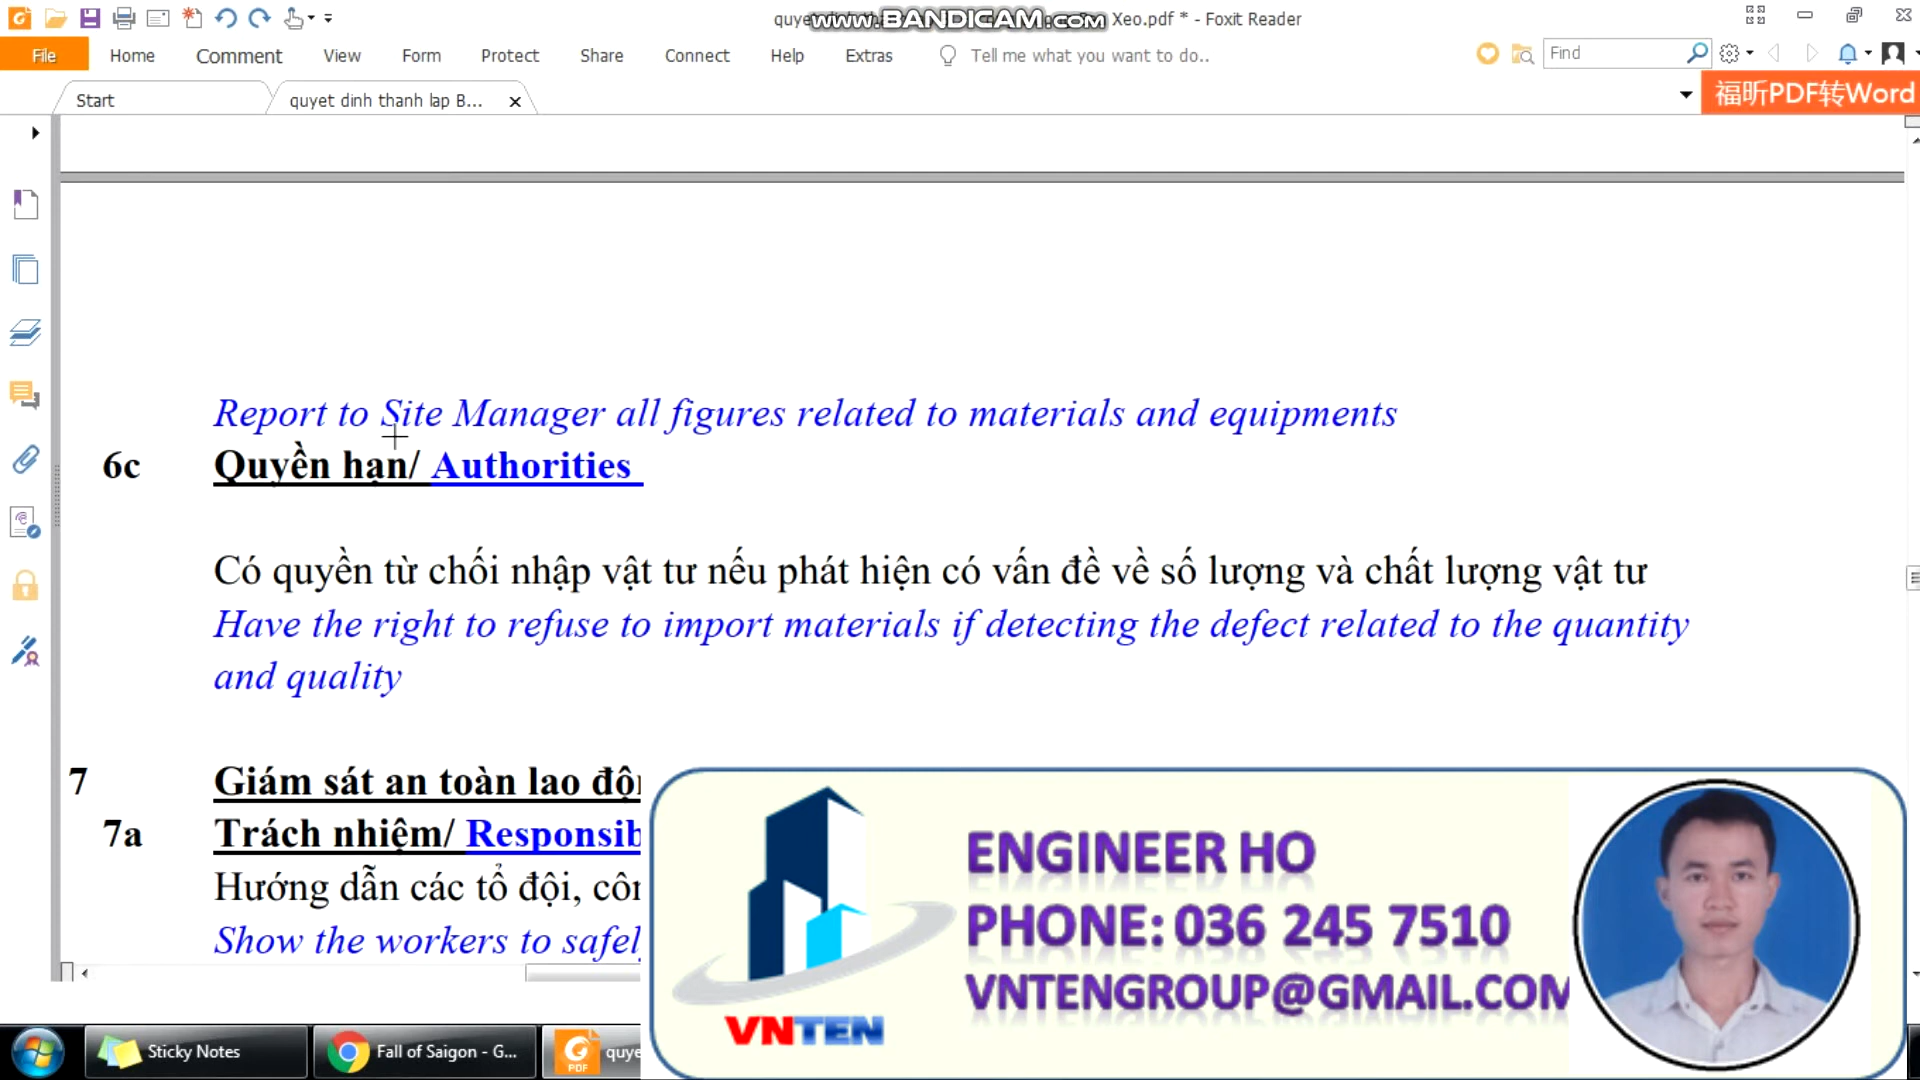 quyet dinh th
www.BANDICAM.com
Xeo.pdf * - Foxit Reader
File Home Comment View Form Protect Share Connect Help Extras Tell me what you want to do.. Find
Start quyet dinh thanh lap B... 福昕PDF转Word
Report to Site Manager all figures related to materials and equipments
6c Quyền hạn/ Authorities
Có quyền từ chối nhập vật tư nếu phát hiện có vấn đề về số lượng và chất lượng vật tư
Have the right to refuse to import materials if detecting the defect related to the quantity
and quality
7 Giám sát an toàn lao độn
7a Trách nhiệm/ Responsib
Hướng dẫn các tổ đội, côn
Show the workers to safely
ENGINEER HO
PHONE: 036 245 7510
VNTENGROUP@GMAIL.COM
VNTEN
Sticky Notes Fall of Saigon - G... PDF quye